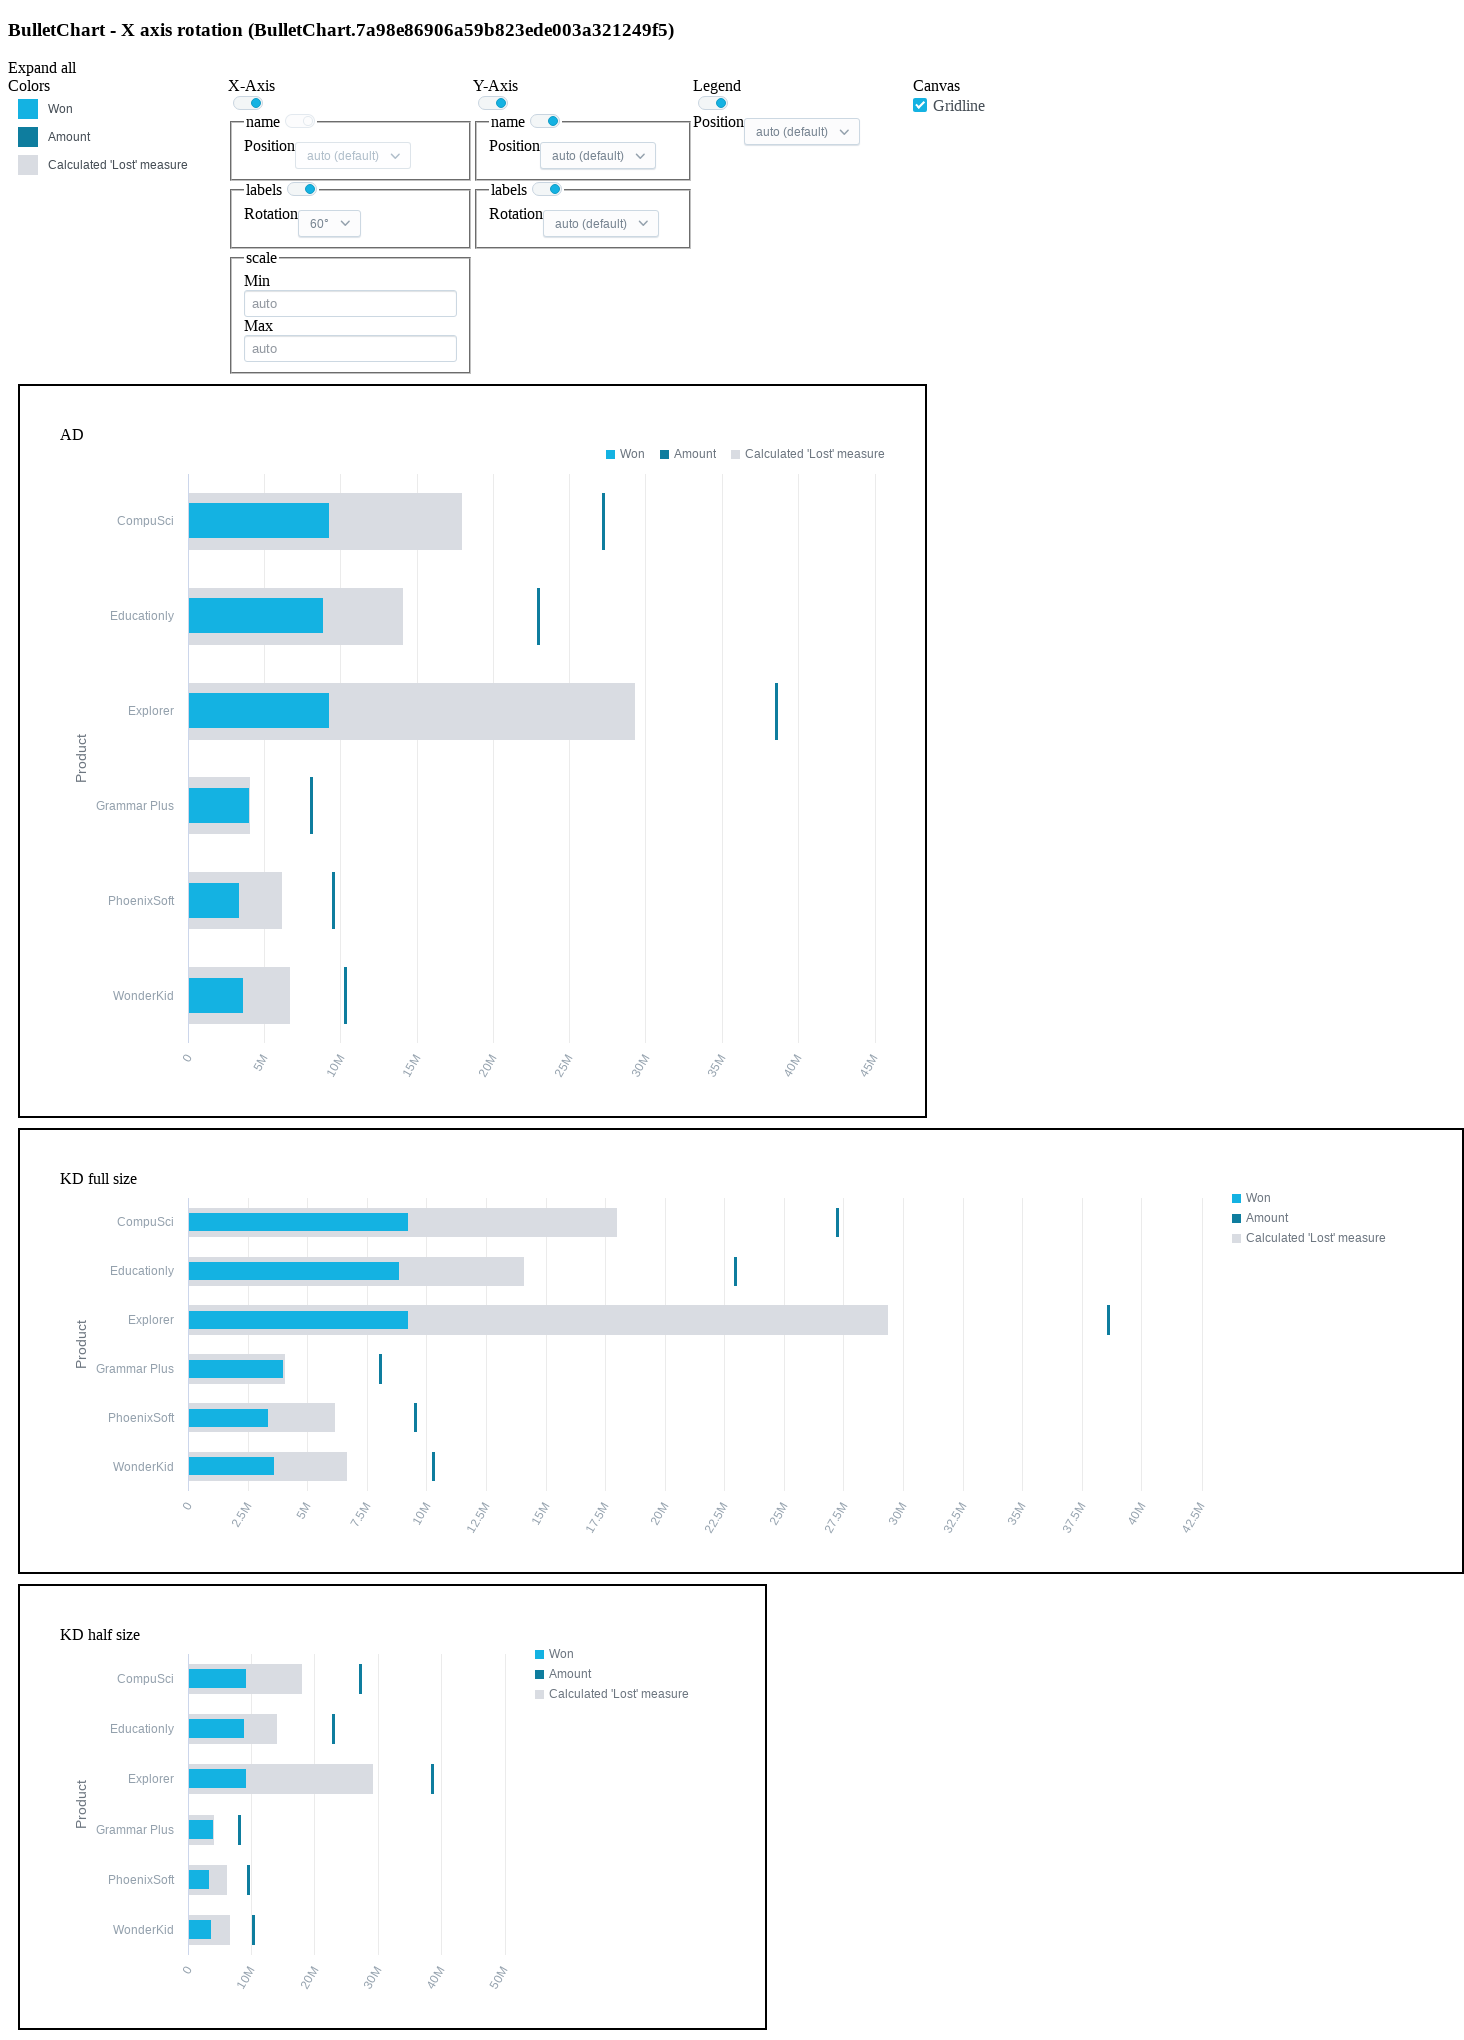 BulletChart - X axis rotation (BulletChart.7a98e86906a59b823ede003a321249f5)
Expand all
Colors
Won
Amount
Calculated 'Lost' measure
X-Axis
name
Position auto (default)
labels
Rotation 60°
scale
Min
auto
Max
auto
Y-Axis
name
Position auto (default)
labels
Rotation auto (default)
Legend
Position auto (default)
Canvas
Gridline
AD
Won Amount Calculated 'Lost' measure
Product
CompuSci
Educationly
Explorer
Grammar Plus
PhoenixSoft
WonderKid
0 5M 10M 15M 20M 25M 30M 35M 40M 45M
KD full size
Won
Amount
Calculated 'Lost' measure
Product
CompuSci
Educationly
Explorer
Grammar Plus
PhoenixSoft
WonderKid
0 2.5M 5M 7.5M 10M 12.5M 15M 17.5M 20M 22.5M 25M 27.5M 30M 32.5M 35M 37.5M 40M 42.5M
KD half size
Won
Amount
Calculated 'Lost' measure
Product
CompuSci
Educationly
Explorer
Grammar Plus
PhoenixSoft
WonderKid
0 10M 20M 30M 40M 50M